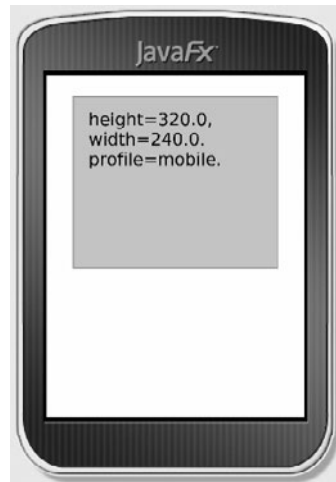 JavaFx
height=320.0,
width=240.0.
profile=mobile.